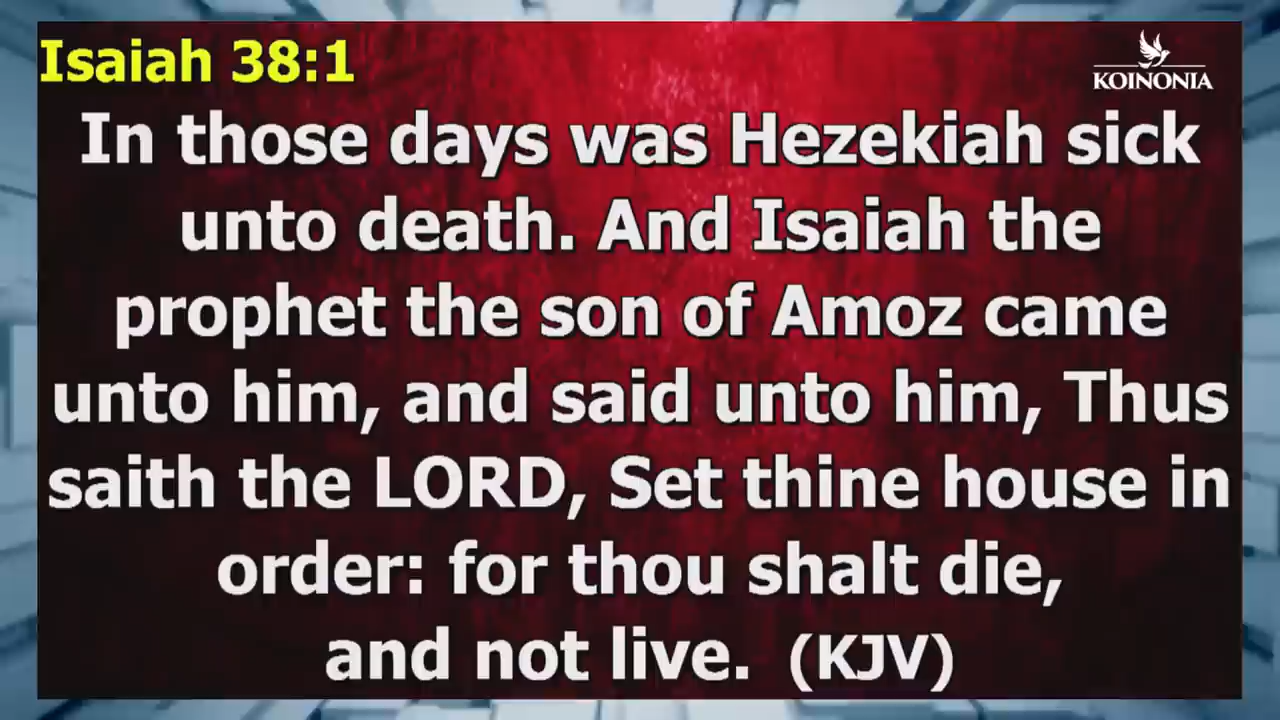 Isaiah 38:1
KOINONIA
In those days was Hezekiah sick
unto death. And Isaiah the
prophet the son of Amoz came
unto him, and said unto him, Thus
saith the LORD, Set thine house in
order: for thou shalt die,
and not live. (KJV)